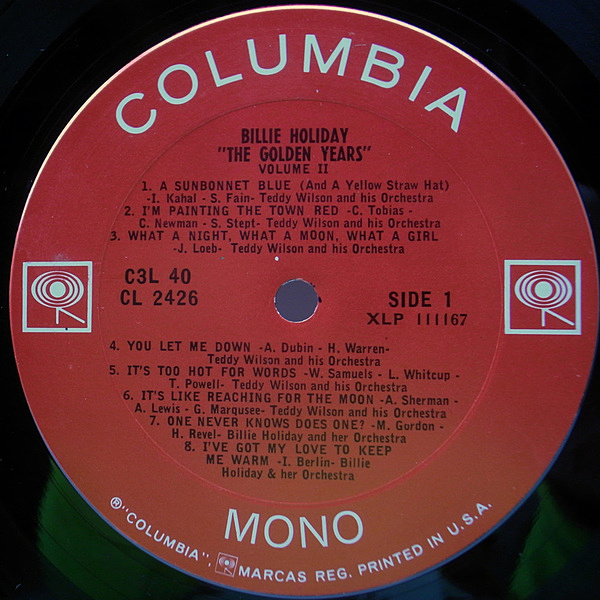 COLUMBIA
BILLIE HOLIDAY
"THE GOLDEN YEARS"
VOLUME II
1. A SUNBONNET BLUE (And A Yellow Straw Hat)
-I. Kahal - S. Fain- Teddy Wilson and his Orchestra
2. I'M PAINTING THE TOWN RED -C. Tobias -
C. Newman - S. Stept- Teddy Wilson and his Orchestra
3. WHAT A NIGHT, WHAT A MOON, WHAT A GIRL
-J. Loeb- Teddy Wilson and his Orchestra
C3L 40
CL 2426
SIDE 1
XLP 111167
4. YOU LET ME DOWN -A. Dubin - H. Warren-
Teddy Wilson and his Orchestra
5. IT'S TOO HOT FOR WORDS -W. Samuels - L. Whitcup -
T. Powell- Teddy Wilson and his Orchestra
6. IT'S LIKE REACHING FOR THE MOON -A. Sherman -
A. Lewis - G. Marqusee- Teddy Wilson and his Orchestra
7. ONE NEVER KNOWS DOES ONE? -M. Gordon -
H. Revel- Billie Holiday and her Orchestra
8. I'VE GOT MY LOVE TO KEEP
ME WARM -I. Berlin- Billie
Holiday & her Orchestra
MONO
® "COLUMBIA", MARCAS REG. PRINTED IN U.S.A.